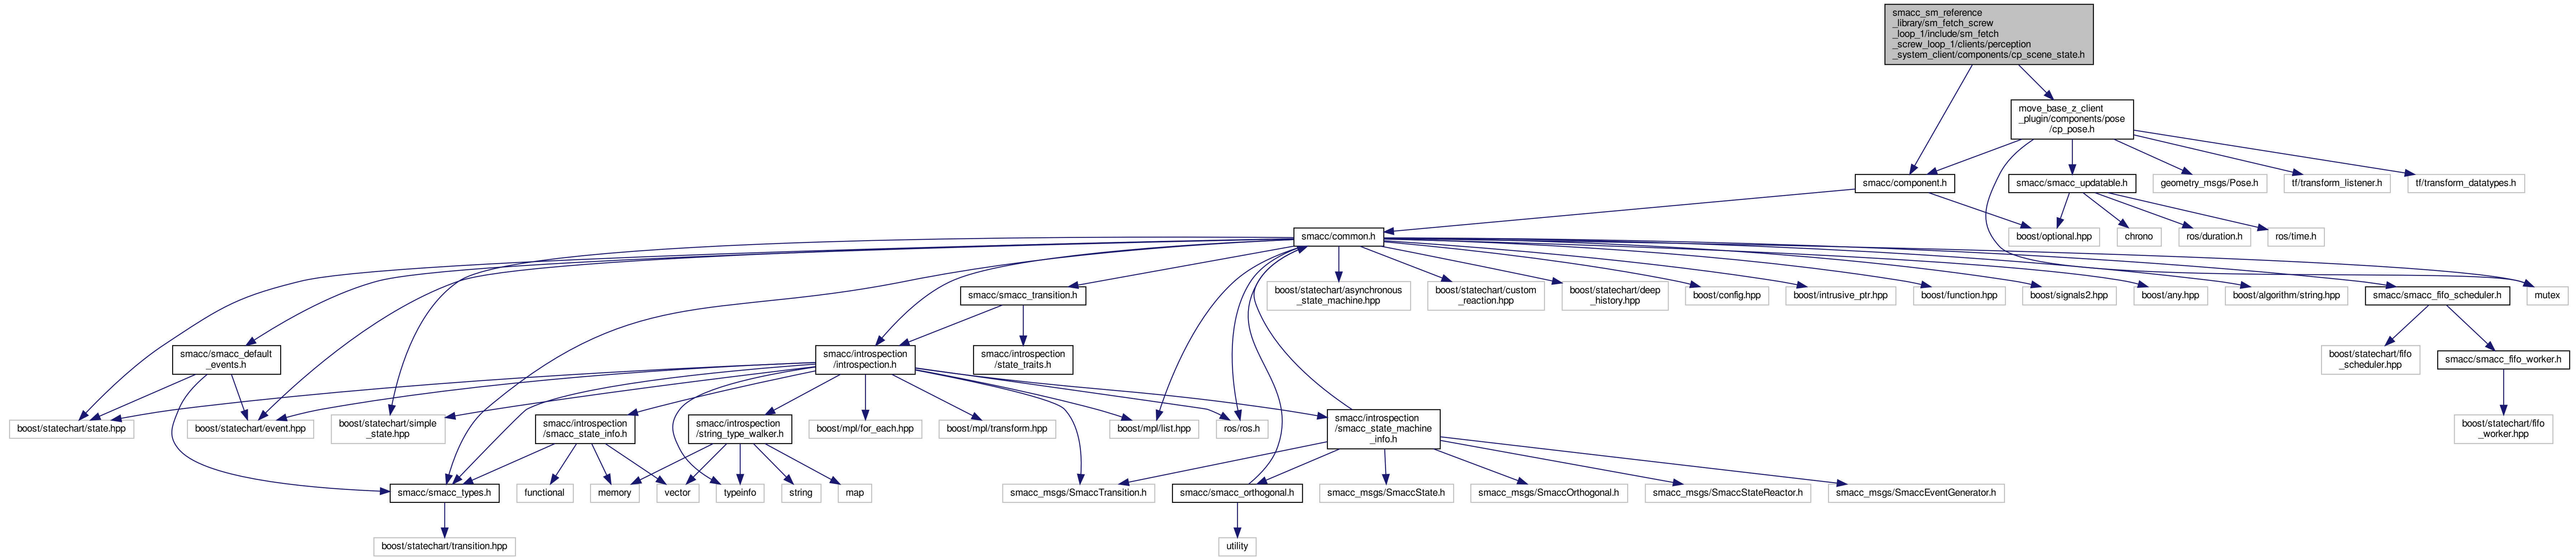 smacc_sm_reference
_library/sm_fetch_screw
_loop_1/include/sm_fetch
_screw_loop_1/clients/perception
_system_client/components/cp_scene_state.h
move_base_z_client
_plugin/components/pose
/cp_pose.h
smacc/component.h
smacc/smacc_updatable.h
geometry_msgs/Pose.h
tf/transform_listener.h
tf/transform_datatypes.h
smacc/common.h
boost/optional.hpp
chrono
ros/duration.h
ros/time.h
smacc/smacc_transition.h
boost/statechart/asynchronous
_state_machine.hpp
boost/statechart/custom
_reaction.hpp
boost/statechart/deep
_history.hpp
boost/config.hpp
boost/intrusive_ptr.hpp
boost/function.hpp
boost/signals2.hpp
boost/any.hpp
boost/algorithm/string.hpp
smacc/smacc_fifo_scheduler.h
mutex
smacc/smacc_default
_events.h
smacc/introspection
/introspection.h
smacc/introspection
/state_traits.h
boost/statechart/fifo
_scheduler.hpp
smacc/smacc_fifo_worker.h
boost/statechart/state.hpp
boost/statechart/event.hpp
boost/statechart/simple
_state.hpp
smacc/introspection
/smacc_state_info.h
smacc/introspection
/string_type_walker.h
boost/mpl/for_each.hpp
boost/mpl/transform.hpp
boost/mpl/list.hpp
ros/ros.h
smacc/introspection
/smacc_state_machine
_info.h
boost/statechart/fifo
_worker.hpp
smacc/smacc_types.h
functional
memory
vector
typeinfo
string
map
smacc_msgs/SmaccTransition.h
smacc/smacc_orthogonal.h
smacc_msgs/SmaccState.h
smacc_msgs/SmaccOrthogonal.h
smacc_msgs/SmaccStateReactor.h
smacc_msgs/SmaccEventGenerator.h
boost/statechart/transition.hpp
utility